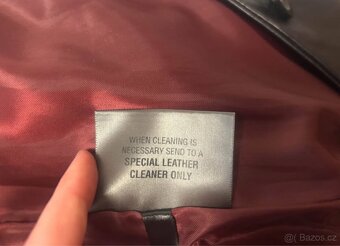 WHEN CLEANING IS
NECESSARY SEND TO A
SPECIAL LEATHER
CLEANER ONLY
Bazos.cz